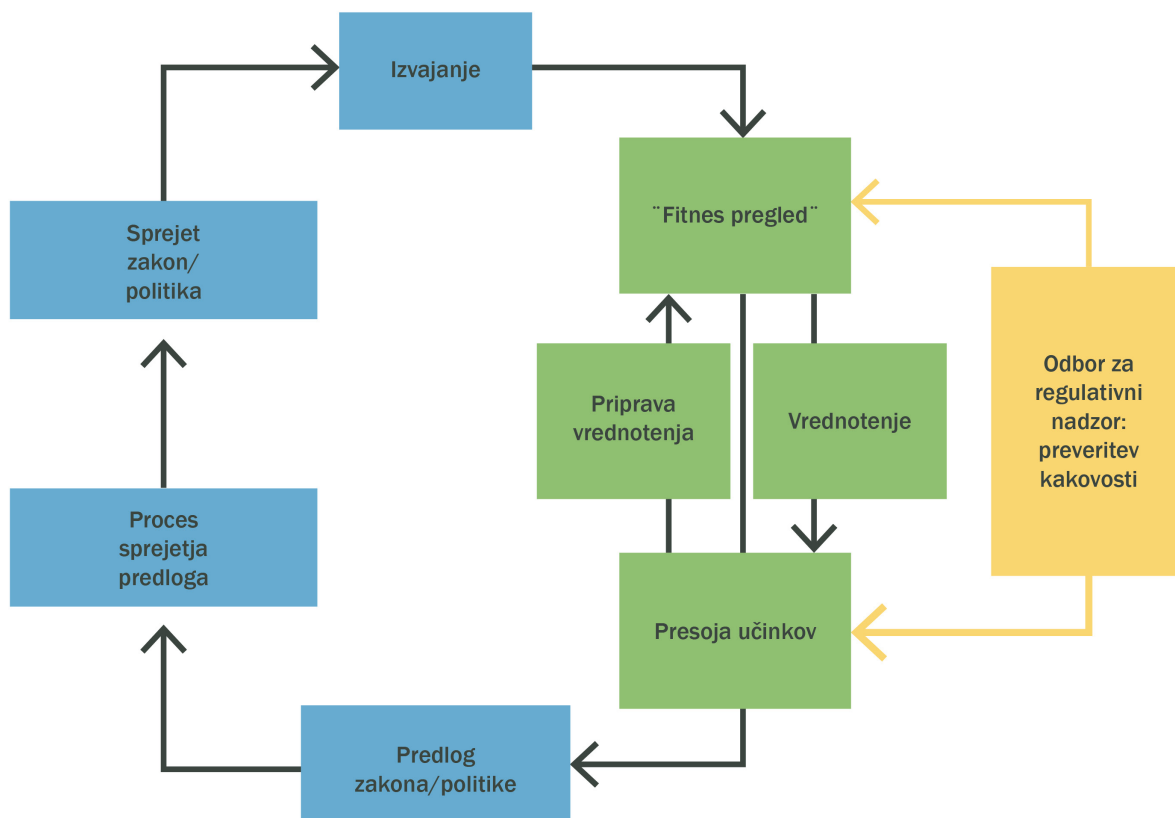 Izvajanje
¨Fitnes pregled¨
Sprejet
zakon/
politika
Odbor za
regulativni
nadzor:
preveritev
kakovosti
Priprava
vrednotenja
Vrednotenje
Proces
sprejetja
predloga
Presoja učinkov
Predlog
zakona/politike